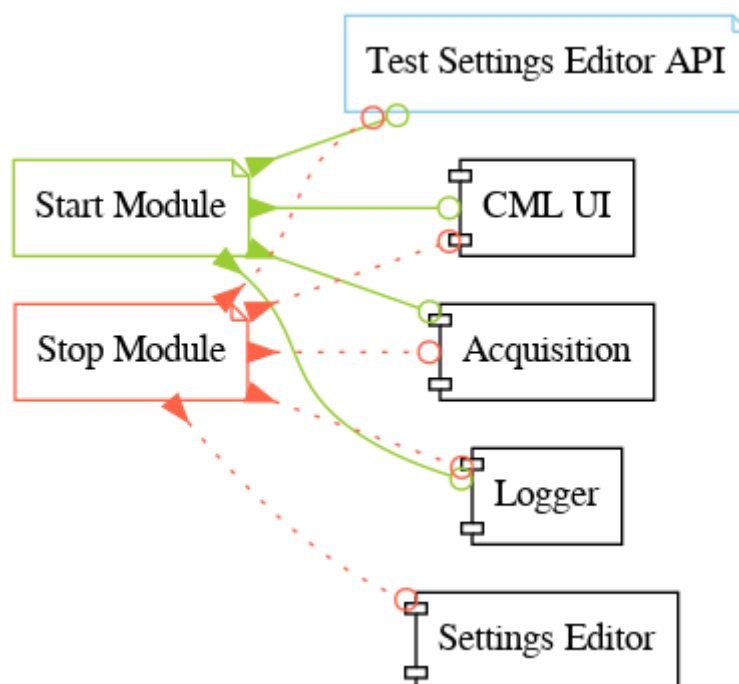 Test Settings Editor API
Start Module
CML UI
Stop Module
Acquisition
Logger
Settings Editor